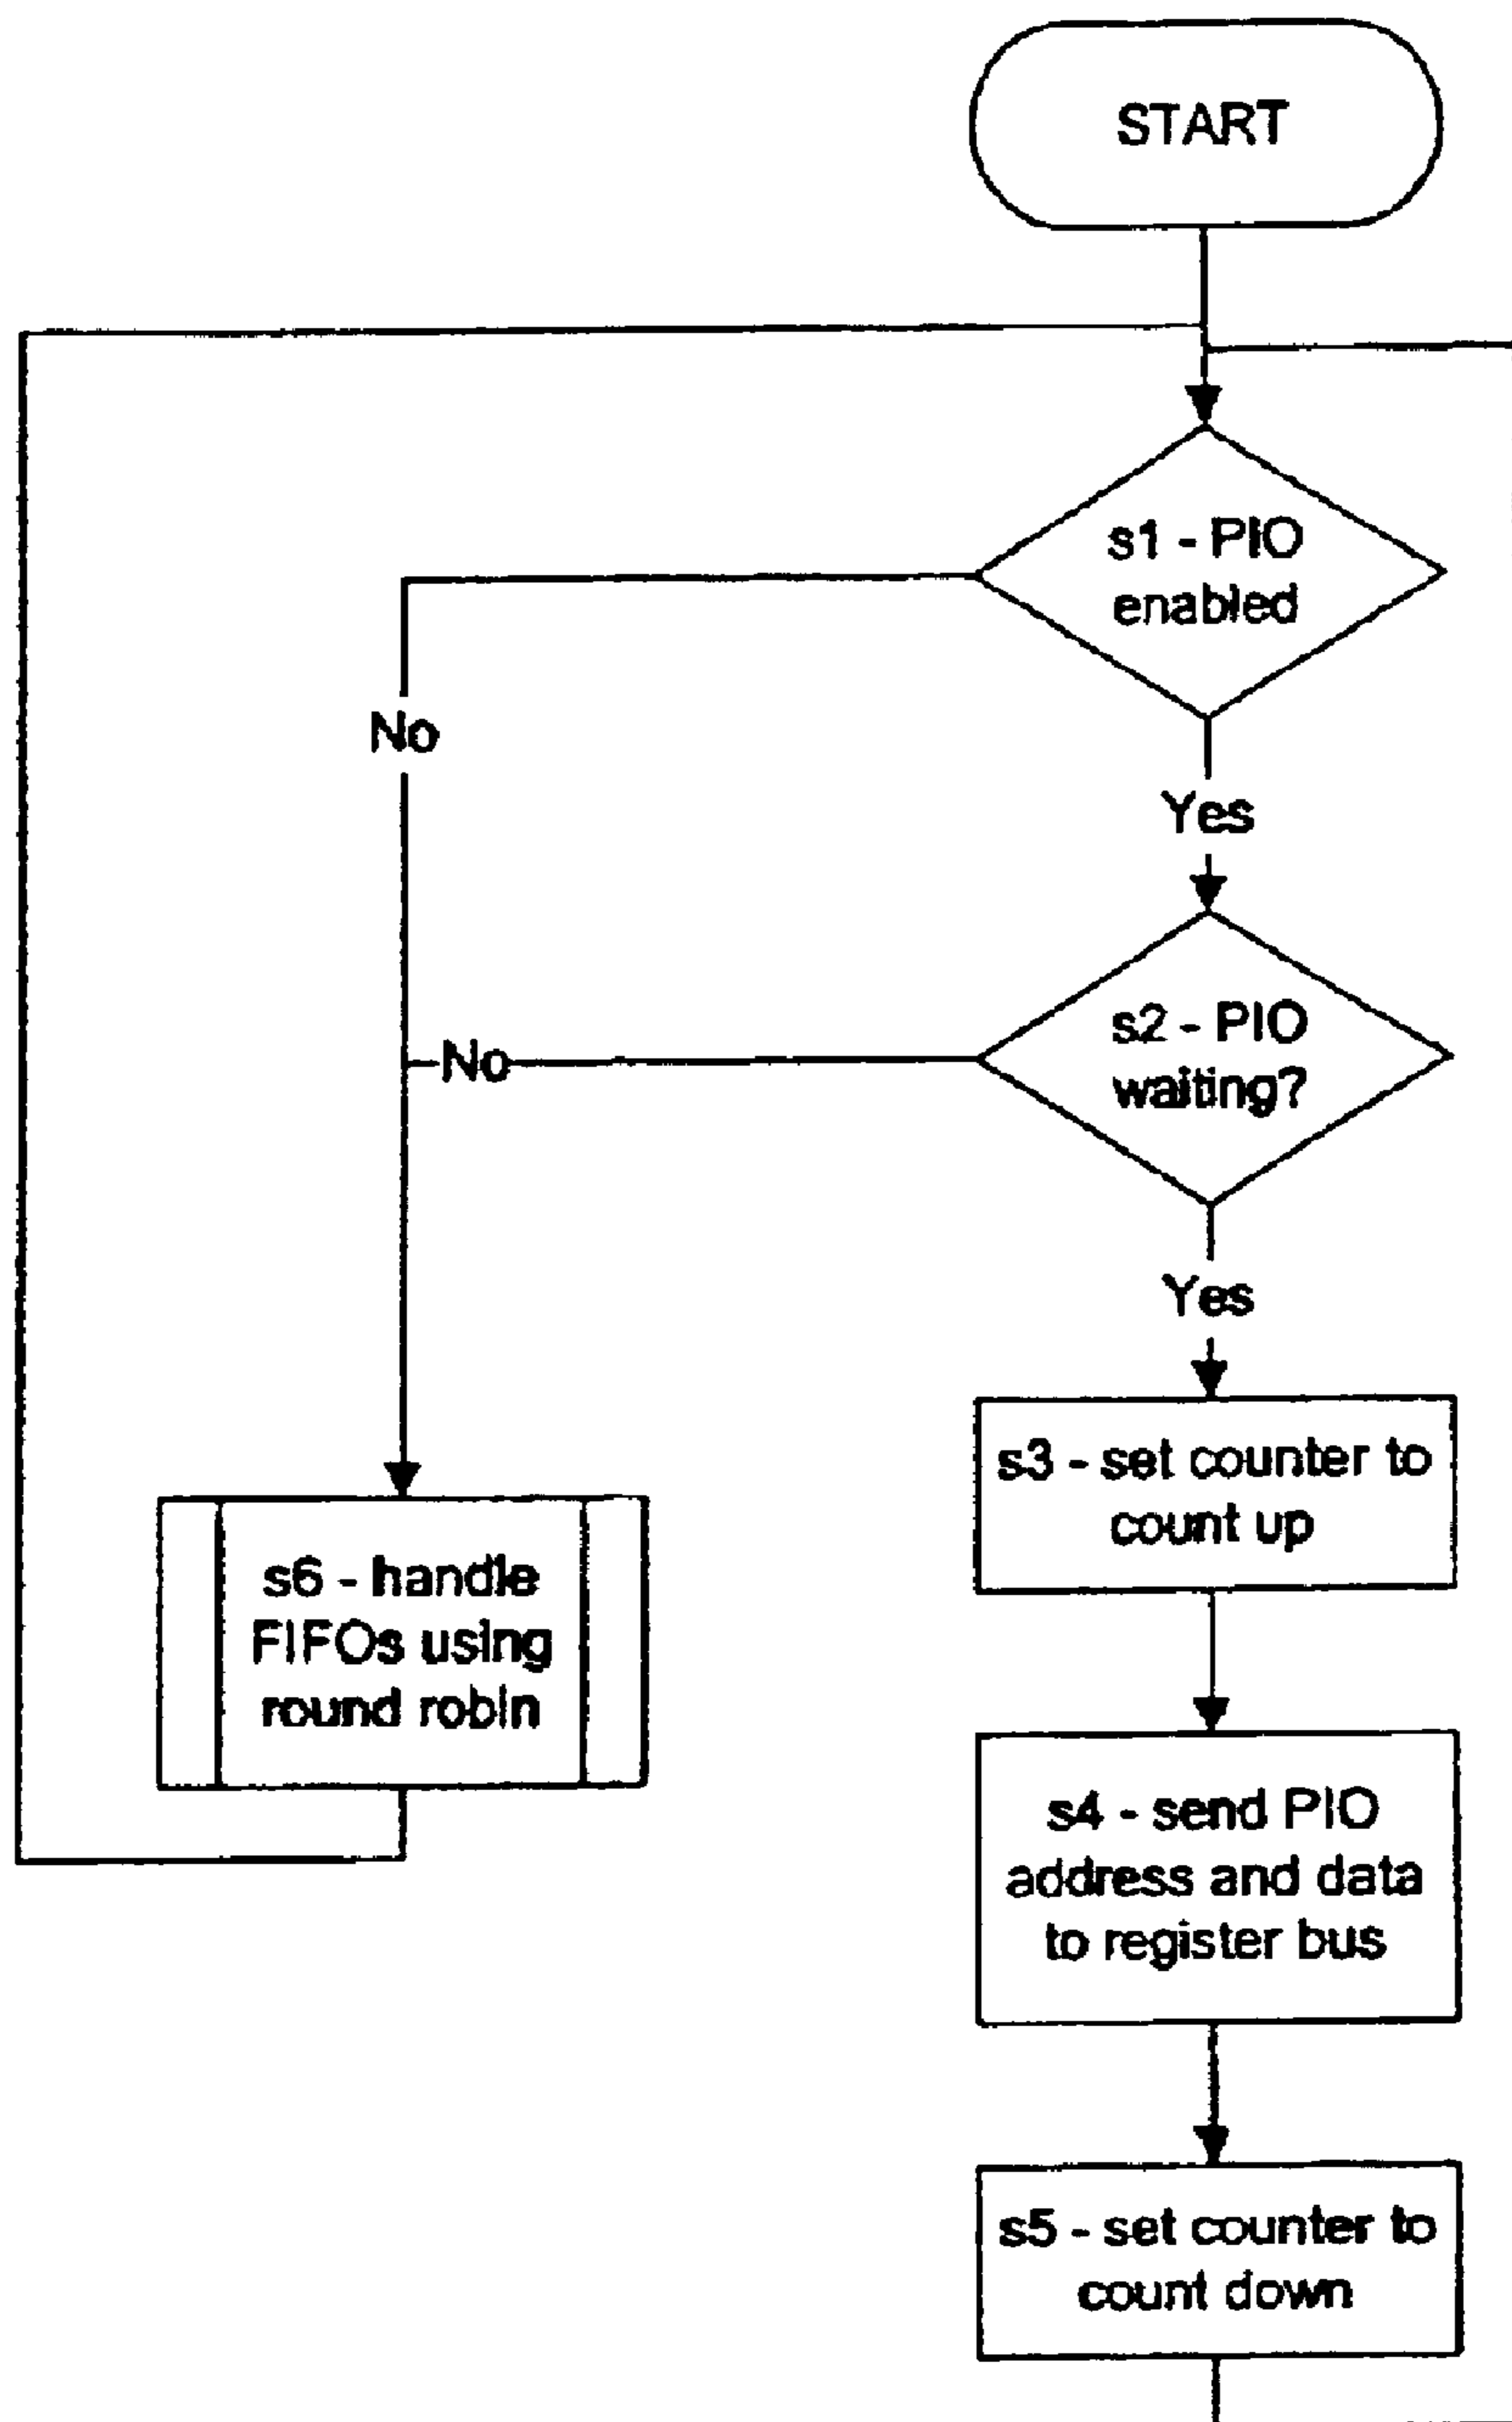 START
s1 - PIO
enabled
No
Yes
s2 - PIO
waiting?
No
Yes
s3 - set counter to
count up
s6 - handle
FIFOs using
round robin
s4 - send PIO
address and data
to register bus
s5 - set counter to
count down